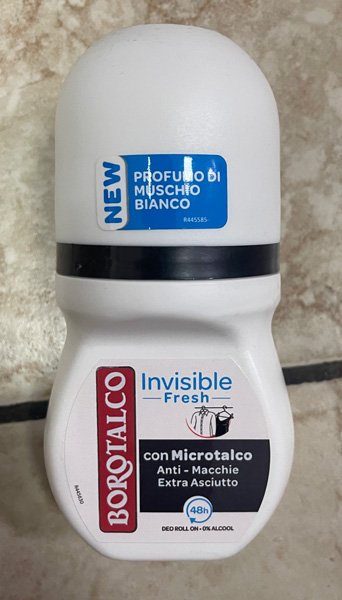 NEW
PROFUMO DI
MUSCHIO
BIANCO
R445585
BOROTALCO
Invisible
Fresh
con Microtalco
Anti - Macchie
Extra Asciutto
48h
DEO ROLL ON • 0% ALCOOL
R445830